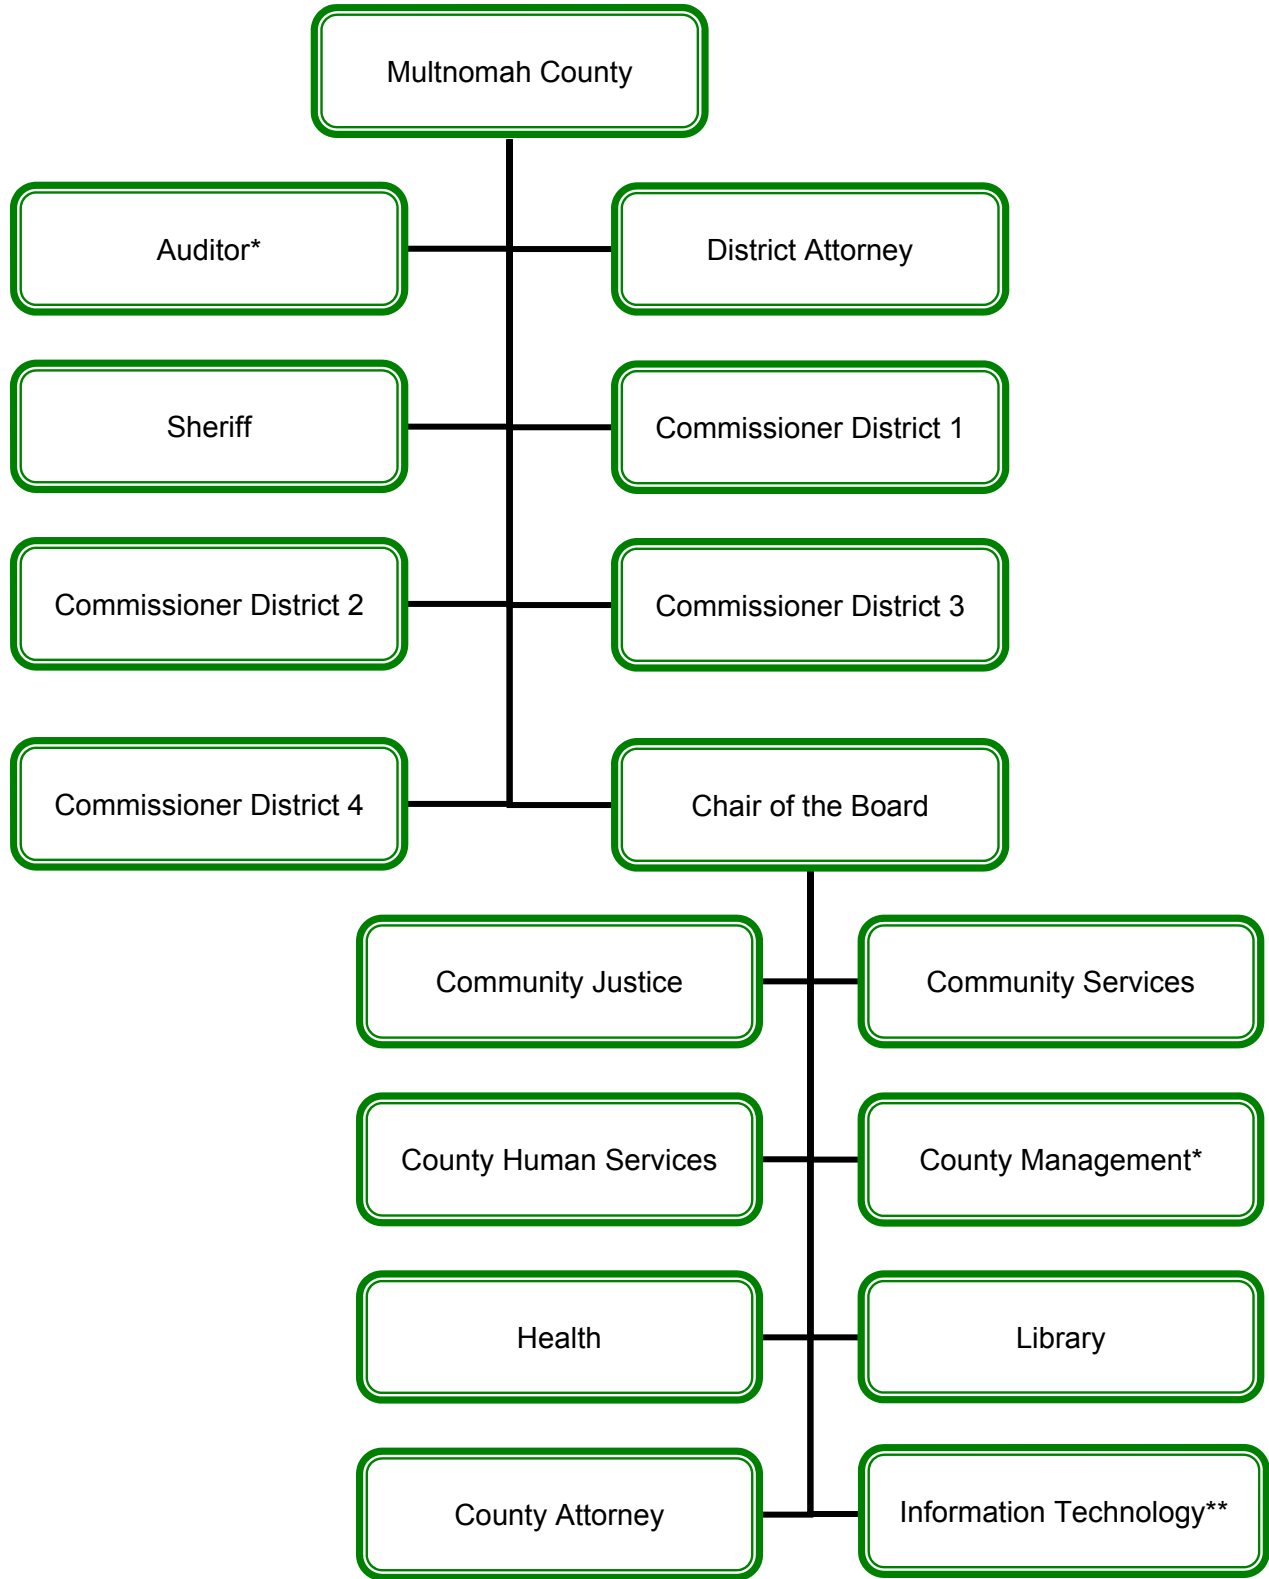 Multnomah County
Auditor*
District Attorney
Sheriff
Commissioner District 1
Commissioner District 2
Commissioner District 3
Commissioner District 4
Chair of the Board
Community Justice
Community Services
County Human Services
County Management*
Health
Library
County Attorney
Information Technology**